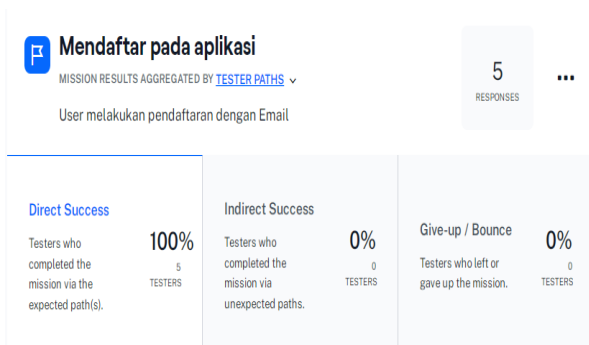 Mendaftar pada aplikasi
MISSION RESULTS AGGREGATED BY TESTER PATHS
User melakukan pendaftaran dengan Email
5
RESPONSES
Direct Success
Testers who
completed the
mission via the
expected path(s).
100%
5
TESTERS
Indirect Success
Testers who
completed the
mission via
unexpected paths.
0%
0
TESTERS
Give-up / Bounce
Testers who left or
gave up the mission.
0%
0
TESTERS